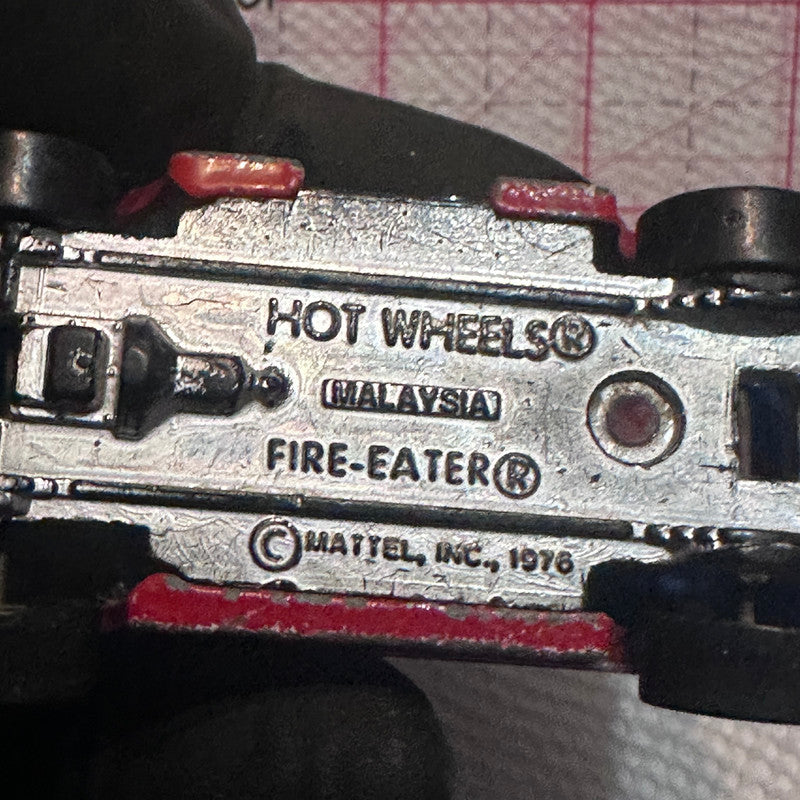 HOT WHEELS®
MALAYSIA
FIRE-EATER®
© MATTEL, INC., 1976